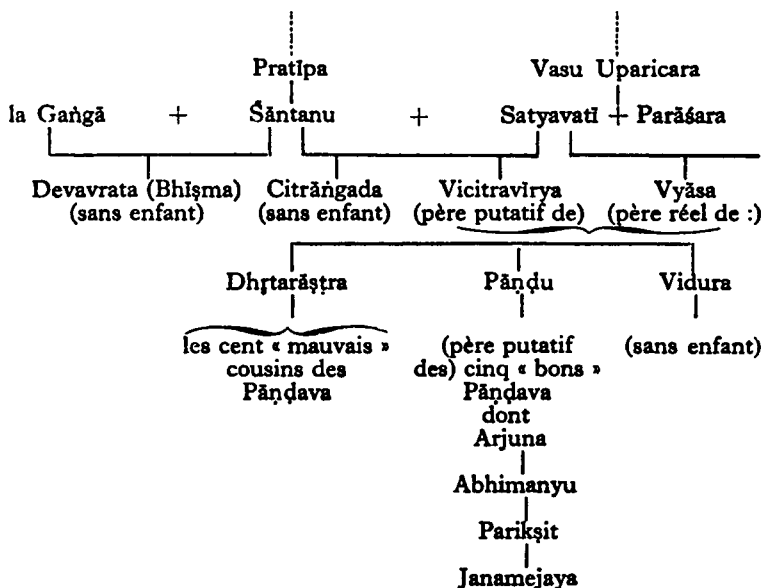 Pratīpa Vasu Uparicara
la Gaṅgā + Śāntanu + Satyavatī + Parāśara
Devavrata (Bhīṣma) Citrāṅgada Vicitravīrya Vyāsa
(sans enfant) (sans enfant) (père putatif de) (père réel de :)
Dhṛtarāṣṭra Pāṇḍu Vidura
les cent « mauvais » (père putatif (sans enfant)
cousins des des) cinq « bons »
Pāṇḍava Pāṇḍava
dont
Arjuna
Abhimanyu
Parikṣit
Janamejaya